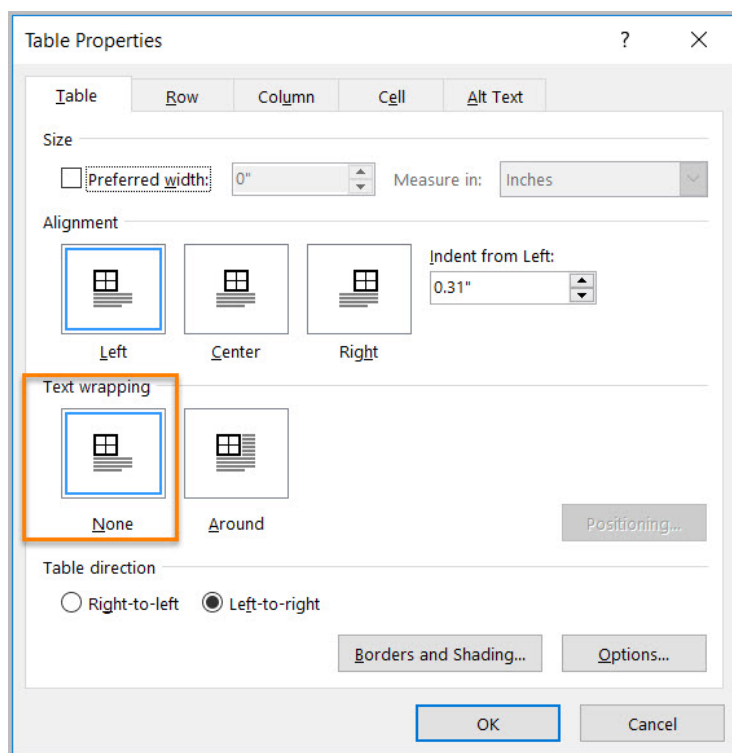 Table Properties ?
Table Row Column Cell Alt Text
Size
Preferred width: 0" Measure in: Inches
Alignment
Indent from Left:
0.31"
Left Center Right
Text wrapping
None Around Positioning...
Table direction
Right-to-left Left-to-right
Borders and Shading... Options...
OK Cancel